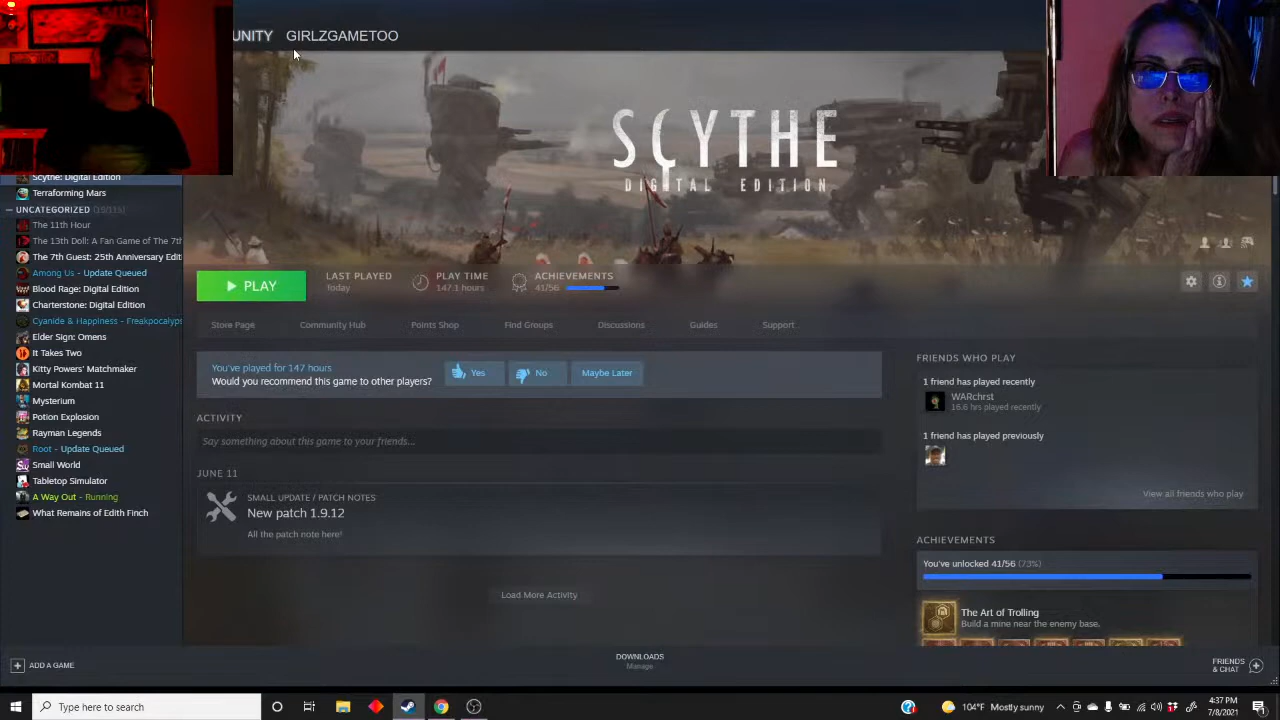 UNITY GIRLZGAMETOO
SCYTHE
DIGITAL EDITION
Scythe: Digital Edition
Terraforming Mars
UNCATEGORIZED (19/115)
The 11th Hour
The 13th Doll: A Fan Game of The 7th
The 7th Guest: 25th Anniversary Edit
Among Us - Update Queued
Blood Rage: Digital Edition
Charterstone: Digital Edition
Cyanide & Happiness - Freakpocalyps
Elder Sign: Omens
It Takes Two
Kitty Powers' Matchmaker
Mortal Kombat 11
Mysterium
Potion Explosion
Rayman Legends
Root - Update Queued
Small World
Tabletop Simulator
A Way Out - Running
What Remains of Edith Finch
PLAY
LAST PLAYED
Today
PLAY TIME
147.1 hours
ACHIEVEMENTS
41/56
Store Page Community Hub Points Shop Find Groups Discussions Guides Support
You've played for 147 hours
Would you recommend this game to other players?
Yes No Maybe Later
ACTIVITY
Say something about this game to your friends...
JUNE 11
SMALL UPDATE / PATCH NOTES
New patch 1.9.12
All the patch note here!
Load More Activity
FRIENDS WHO PLAY
1 friend has played recently
WARchrst
16.6 hrs played recently
1 friend has played previously
View all friends who play
ACHIEVEMENTS
You've unlocked 41/56 (73%)
The Art of Trolling
Build a mine near the enemy base.
ADD A GAME
DOWNLOADS
Manage
FRIENDS
& CHAT
Type here to search
104°F Mostly sunny
4:37 PM
7/8/2021